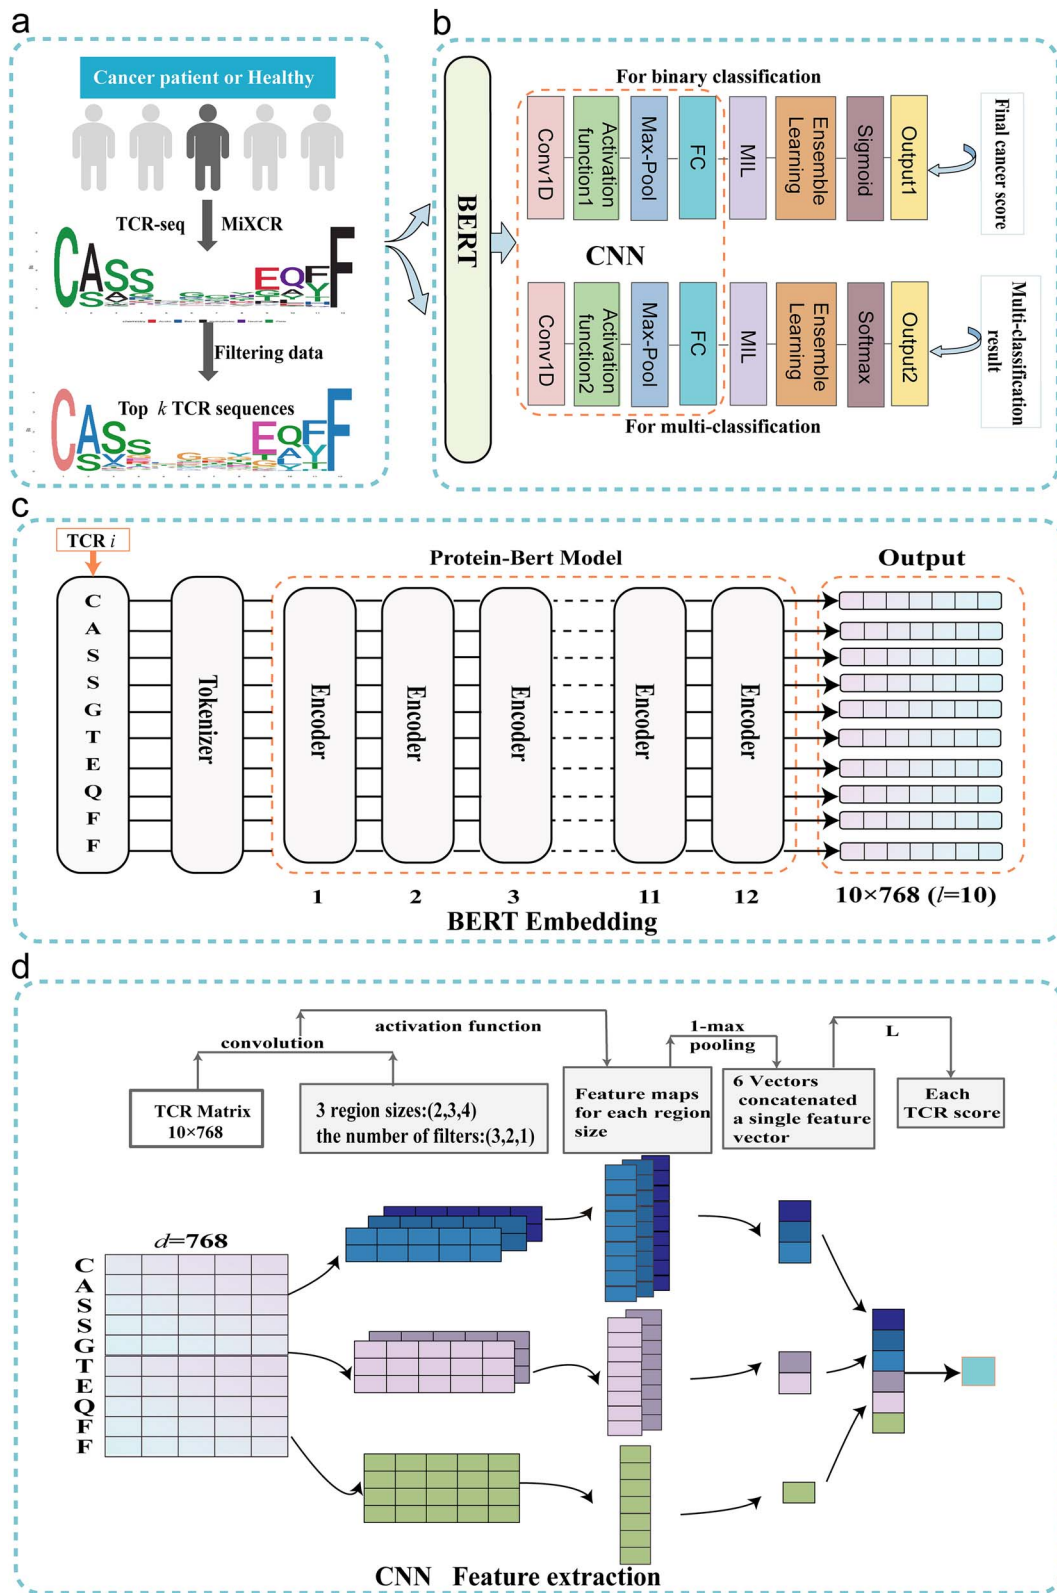 a
Cancer patient or Healthy
TCR-seq
MiXCR
CASS EQFF
SA
Filtering data
Top k TCR sequences
CASS EQFF
b
BERT
For binary classification
Conv1D
Activation
function1
Max-Pool
FC
MIL
Ensemble
Learning
Sigmoid
Output1
Final cancer score
CNN
Conv1D
Activation
function2
Max-Pool
FC
MIL
Ensemble
Learning
Softmax
Output2
Multi-classification
result
For multi-classification
c
TCR i
Protein-Bert Model
Output
C
A
S
S
G
T
E
Q
F
F
Tokenizer
Encoder
Encoder
Encoder
Encoder
Encoder
1
2
3
11
12
10×768 (l=10)
BERT Embedding
d
convolution
activation function
1-max
pooling
L
TCR Matrix
10×768
3 region sizes:(2,3,4)
the number of filters:(3,2,1)
Feature maps
for each region
size
6 Vectors
concatenated
a single feature
vector
Each
TCR score
d=768
C
A
S
S
G
T
E
Q
F
F
CNN Feature extraction